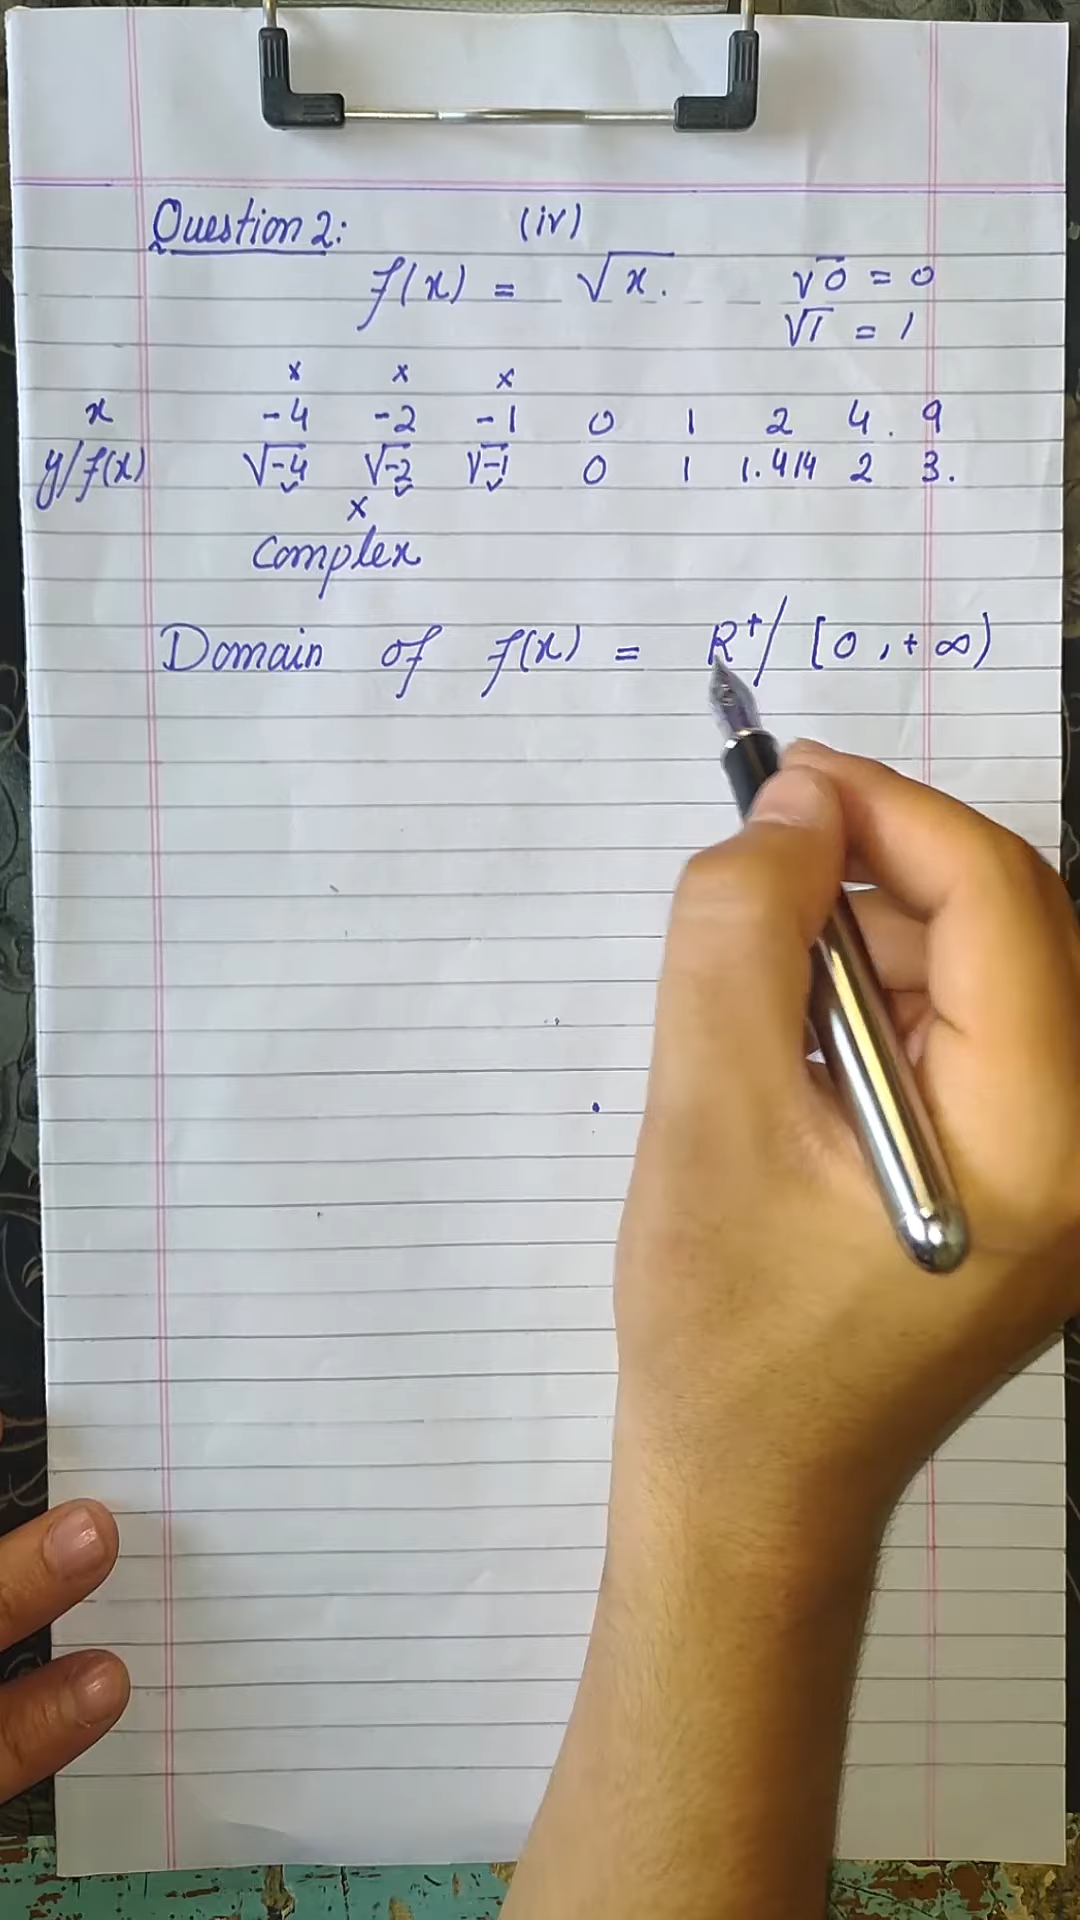 Question 2: (iv)
f(x) = √x. √0 = 0
√1 = 1
x x x
x -4 -2 -1 0 1 2 4. 9
y/f(x) √-4 √-2 √-1 0 1 1.414 2 3.
x
Complex
Domain of f(x) = R⁺/ [0, +∞)